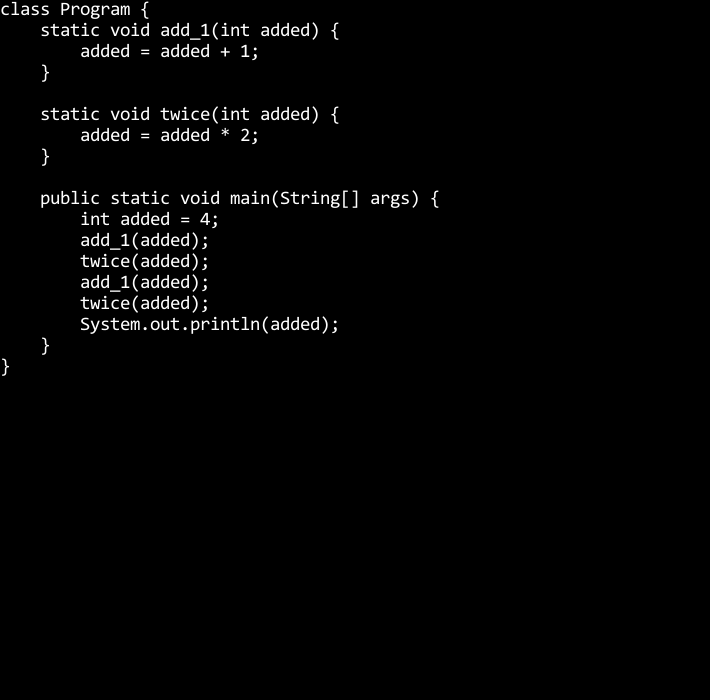 class Program {
    static void add_1(int added) {
        added = added + 1;
    }

    static void twice(int added) {
        added = added * 2;
    }

    public static void main(String[] args) {
        int added = 4;
        add_1(added);
        twice(added);
        add_1(added);
        twice(added);
        System.out.println(added);
    }
}